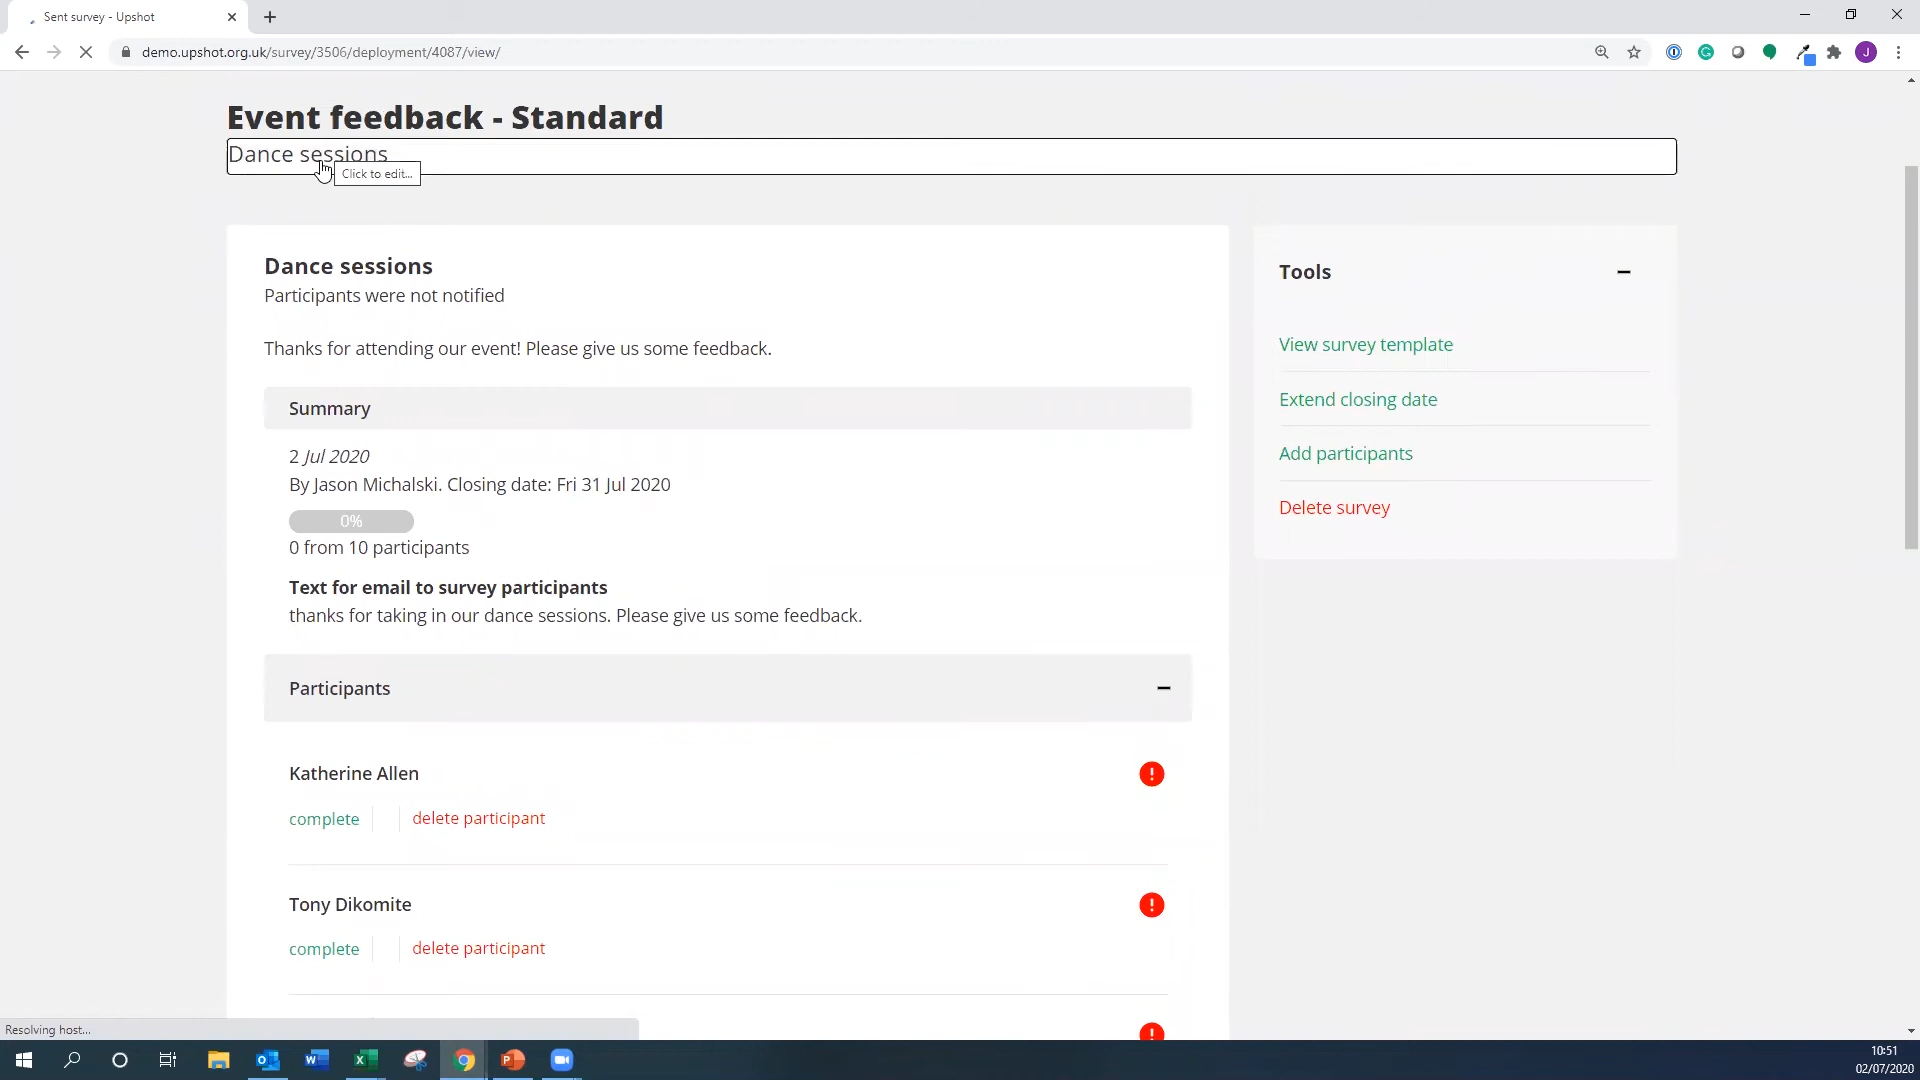 Sent survey - Upshot
demo.upshot.org.uk/survey/3506/deployment/4087/view/
J
Event feedback - Standard
Dance sessions
Click to edit...
Dance sessions
Participants were not notified
Thanks for attending our event! Please give us some feedback.
Summary
2 Jul 2020
By Jason Michalski. Closing date: Fri 31 Jul 2020
0%
0 from 10 participants
Text for email to survey participants
thanks for taking in our dance sessions. Please give us some feedback.
Participants
Katherine Allen
complete
delete participant
Tony Dikomite
complete
delete participant
Tools
View survey template
Extend closing date
Add participants
Delete survey
Resolving host...
10:51
02/07/2020